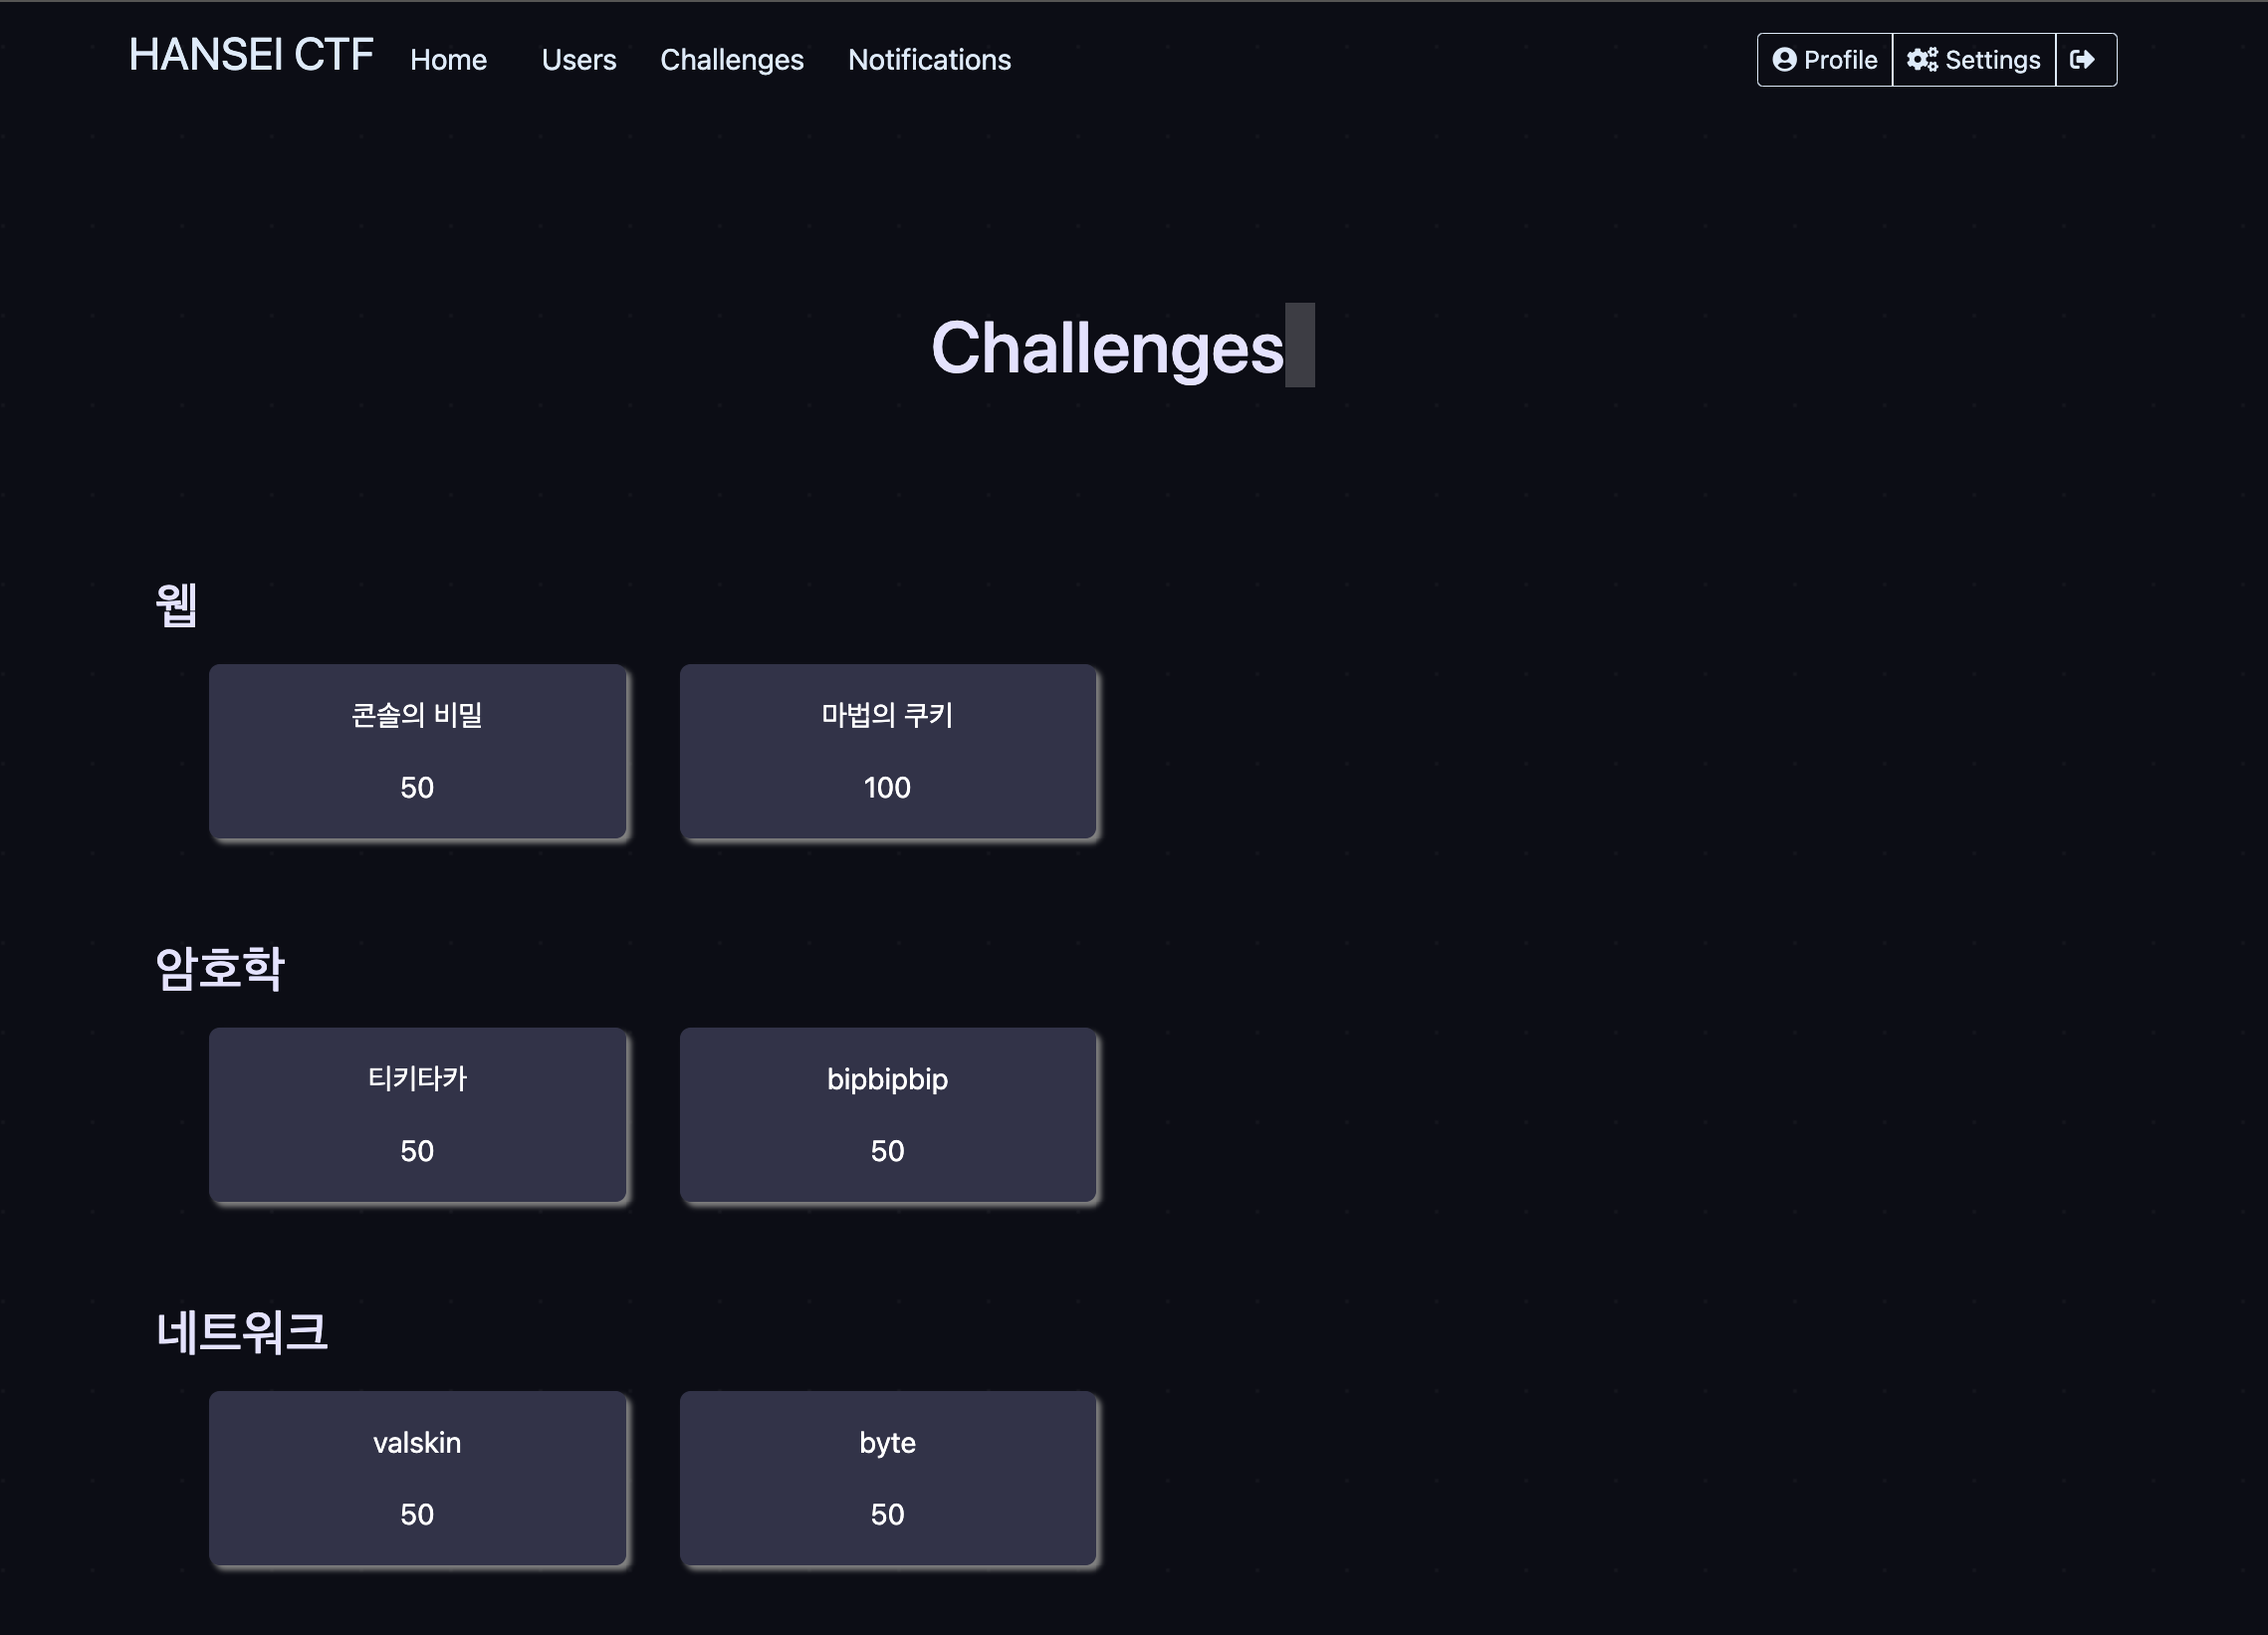 HANSEI CTF Home Users Challenges Notifications Profile Settings
Challenges
웹
콘솔의 비밀 마법의 쿠키
50 100
암호학
티키타카 bipbipbip
50 50
네트워크
valskin byte
50 50